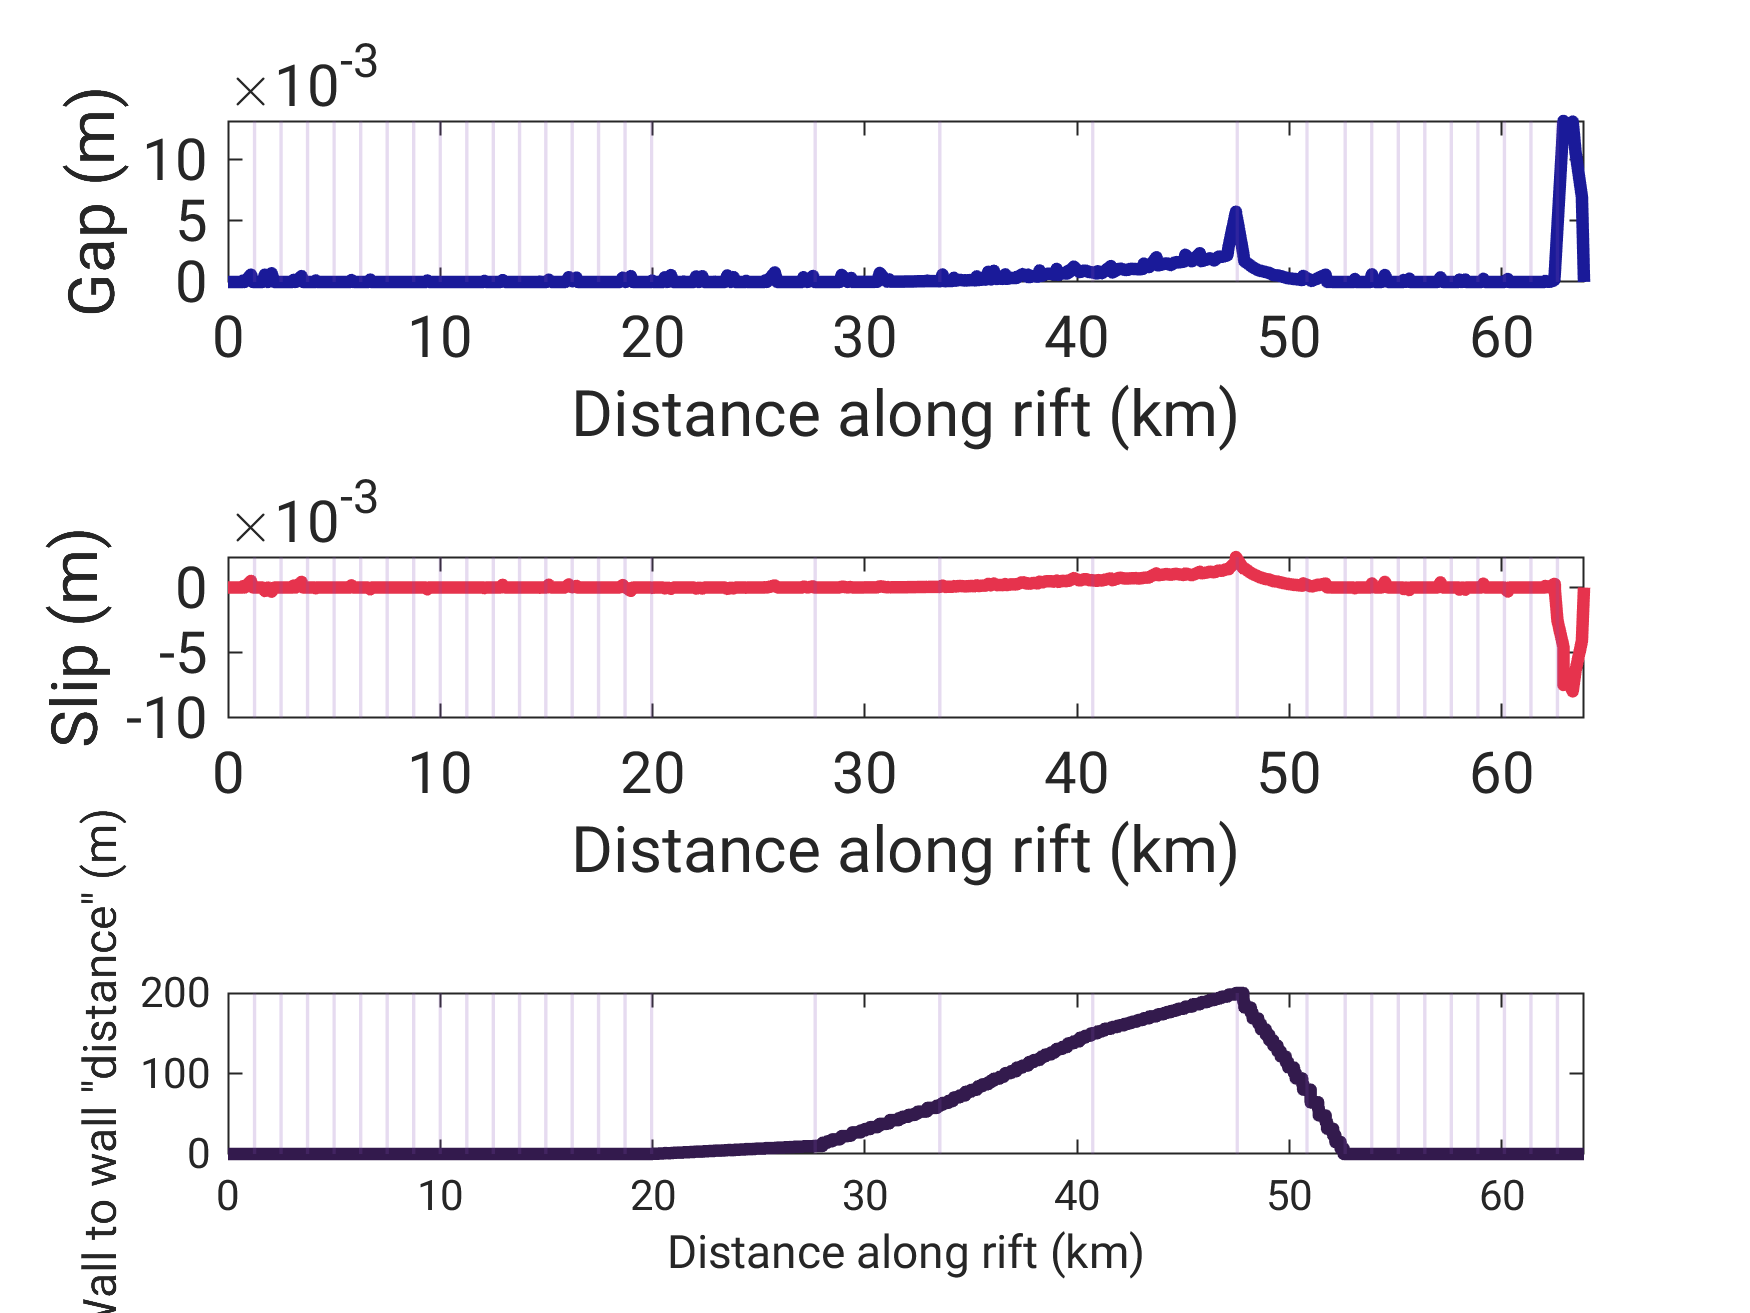 ×10-3
Gap (m)
10
5
0
0 10 20 30 40 50 60
Distance along rift (km)
×10-3
Slip (m)
0
-5
-10
0 10 20 30 40 50 60
Distance along rift (km)
to wall "distance" (m)
200
100
0
0 10 20 30 40 50 60
Distance along rift (km)